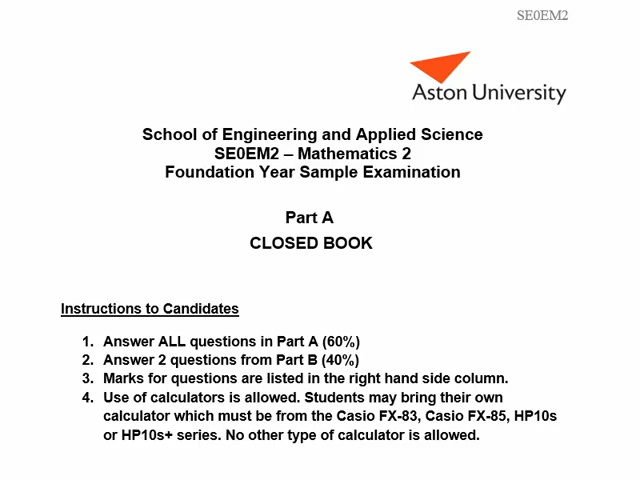 SE0EM2
Aston University
School of Engineering and Applied Science
SE0EM2 – Mathematics 2
Foundation Year Sample Examination
Part A
CLOSED BOOK
Instructions to Candidates
1. Answer ALL questions in Part A (60%)
2. Answer 2 questions from Part B (40%)
3. Marks for questions are listed in the right hand side column.
4. Use of calculators is allowed. Students may bring their own
calculator which must be from the Casio FX-83, Casio FX-85, HP10s
or HP10s+ series. No other type of calculator is allowed.